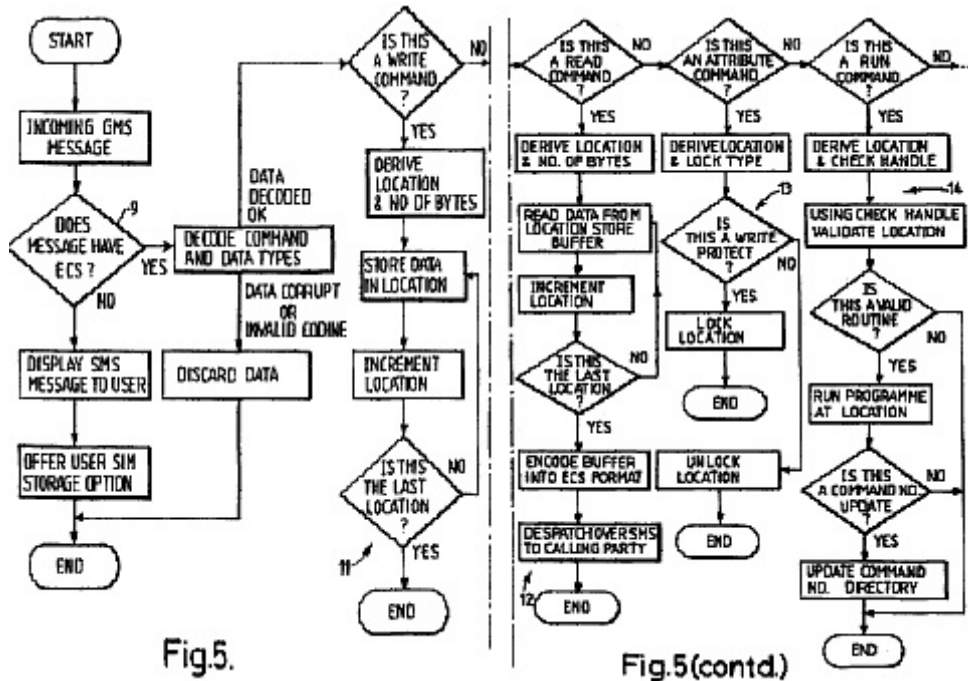 START
INCOMING GMS
MESSAGE
9
DOES
MESSAGE HAVE
ECS ?
YES
NO
DISPLAY SMS
MESSAGE TO USER
OFFER USER SIM
STORAGE OPTION
END
DATA
DECODED
OK
DECODE COMMAND
AND DATA TYPES
DATA CORRUPT
OR
INVALID CODINE
DISCARD DATA
IS THIS
A WRITE
COMMAND
?
NO
YES
DERIVE
LOCATION
& NO OF BYTES
STORE DATA
IN LOCATION
INCREMENT
LOCATION
IS THIS
THE LAST
LOCATION
?
NO
YES
11
END
Fig.5.
IS THIS
A READ
COMMAND
?
NO
YES
DERIVE LOCATION
& NO. OF BYTES
READ DATA FROM
LOCATION STORE
BUFFER
INCREMENT
LOCATION
IS THIS
THE LAST
LOCATION
?
NO
YES
ENCODE BUFFER
INTO ECS FORMAT
DESPATCH OVER SMS
TO CALLING PARTY
12
END
IS THIS
AN ATTRIBUTE
COMMAND
?
NO
YES
DERIVE LOCATION
& LOCK TYPE
13
IS
THIS A WRITE
PROTECT
?
NO
YES
LOCK
LOCATION
END
UNLOCK
LOCATION
END
IS THIS
A RUN
COMMAND
?
NO
YES
DERIVE LOCATION
& CHECK HANDLE
14
USING CHECK HANDLE
VALIDATE LOCATION
IS
THIS A VALID
ROUTINE
?
NO
YES
RUN PROGRAMME
AT LOCATION
IS THIS
A COMMAND NO.
UPDATE
?
NO
YES
UPDATE COMMAND
NO. DIRECTORY
END
Fig.5(contd.)